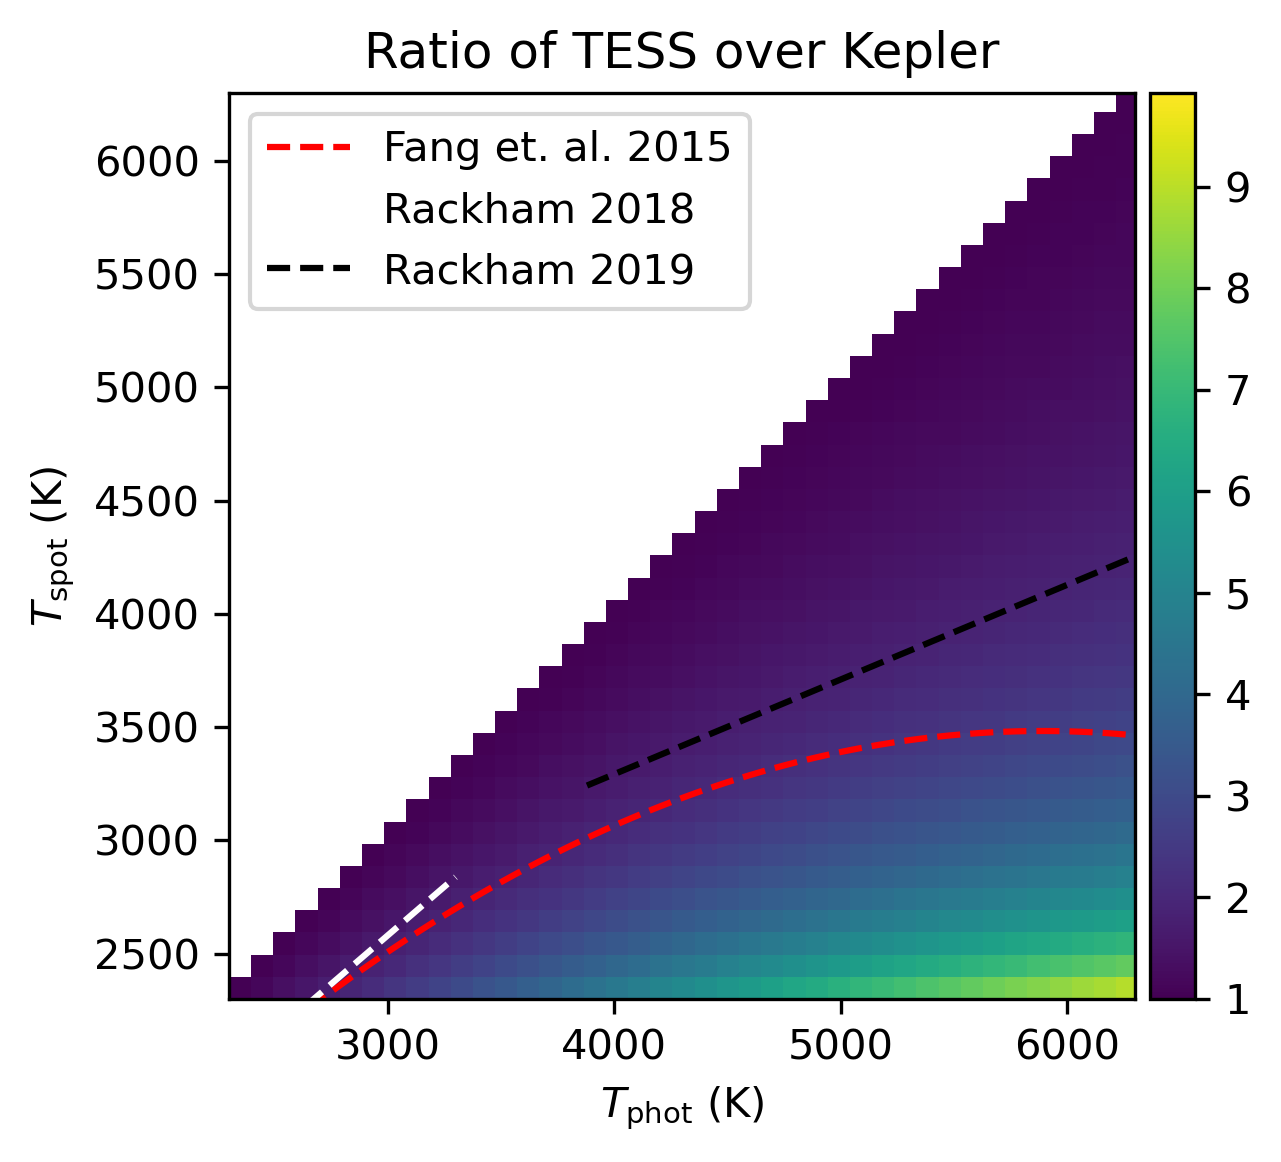 Ratio of TESS over Kepler
Fang et. al. 2015
Rackham 2018
Rackham 2019
6000
5500
5000
4500
4000
3500
3000
2500
T_spot (K)
3000 4000 5000 6000
T_phot (K)
9
8
7
6
5
4
3
2
1